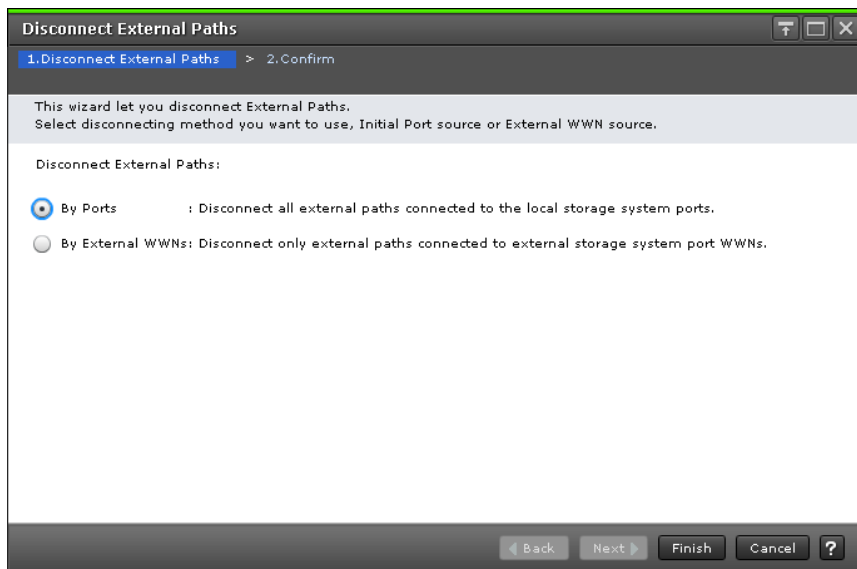 Disconnect External Paths
1.Disconnect External Paths > 2.Confirm
This wizard let you disconnect External Paths.
Select disconnecting method you want to use, Initial Port source or External WWN source.
Disconnect External Paths:
By Ports : Disconnect all external paths connected to the local storage system ports.
By External WWNs: Disconnect only external paths connected to external storage system port WWNs.
Back Next Finish Cancel ?